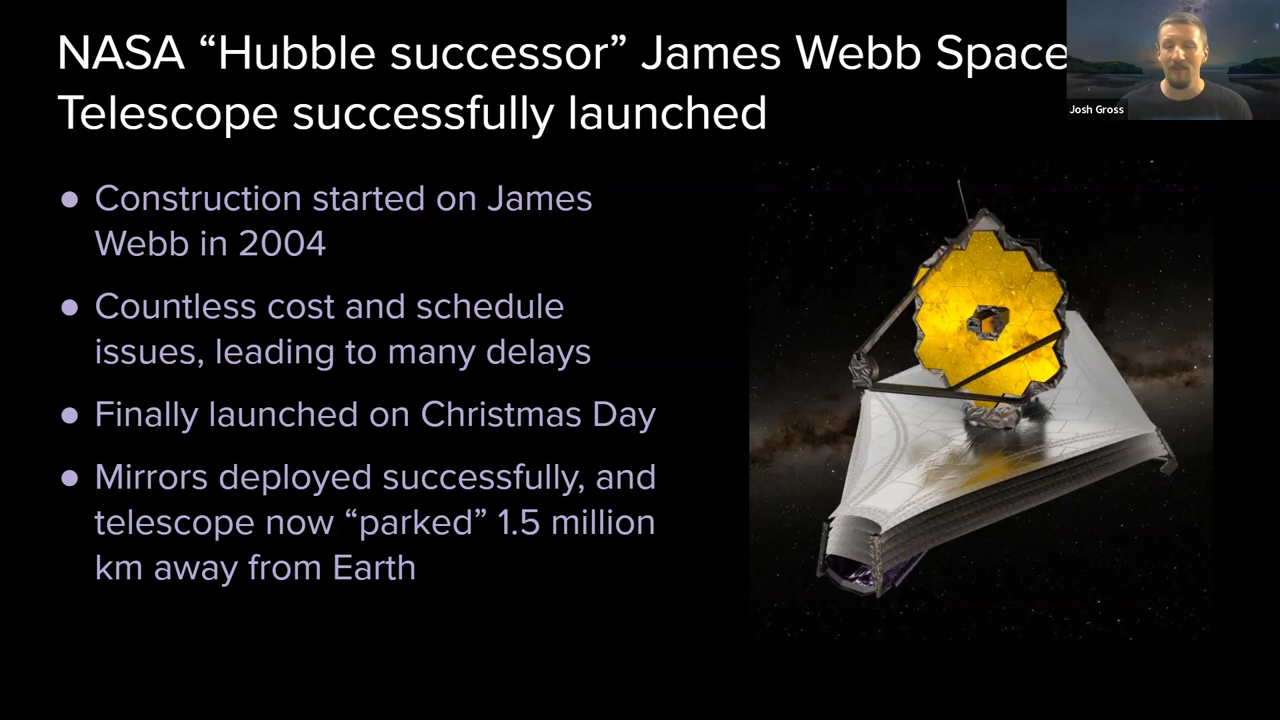 NASA “Hubble successor” James Webb Space
Telescope successfully launched
Josh Gross
● Construction started on James
Webb in 2004
● Countless cost and schedule
issues, leading to many delays
● Finally launched on Christmas Day
● Mirrors deployed successfully, and
telescope now “parked” 1.5 million
km away from Earth